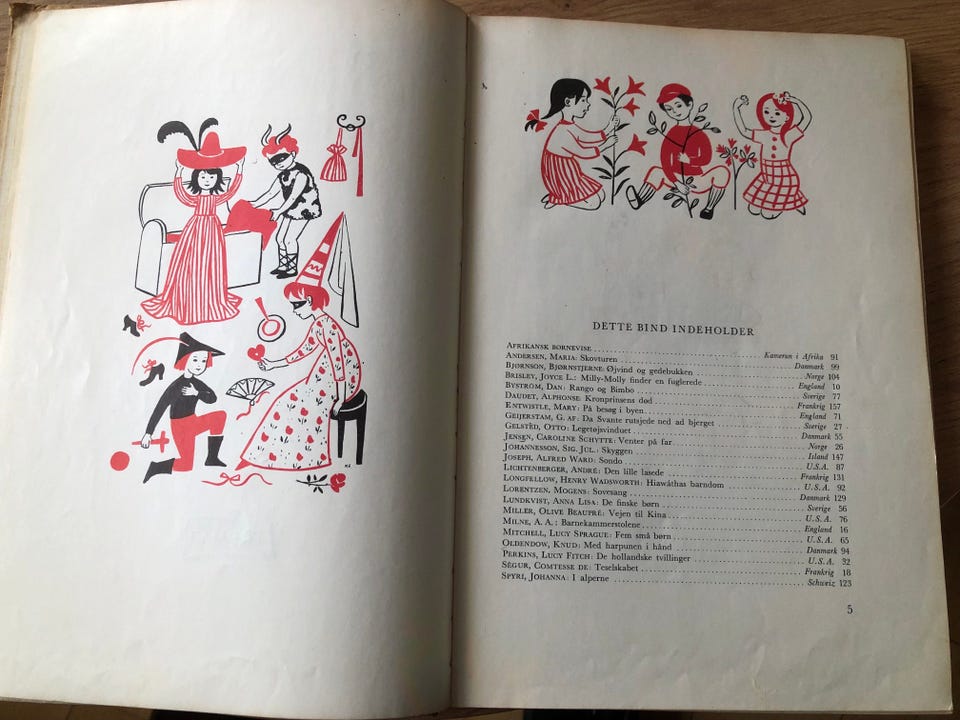 DETTE BIND INDEHOLDER
AFRIKANSK BØRNEVISE Kamerun i Afrika 91
ANDERSEN, MARIA: Skovturen Danmark 99
BJØRNSON, BJØRNSTJERNE: Øjvind og gedebukken Norge 104
BRISLEY, JOYCE L.: Milly-Molly finder en fuglerede England 10
BYSTRØM, DAN: Rango og Bimbo Sverige 77
DAUDET, ALPHONSE: Kronprinsens død Frankrig 157
ENTWISTLE, MARY: På besøg i byen England 71
GEIJERSTAM, G. AF: Da Svante rutsjede ned ad bjerget Sverige 27
GELSTED, OTTO: Legetøjsvinduet Danmark 55
JENSEN, CAROLINE SCHYTTE: Venter på far Norge 26
JOHANNESSON, SIG. JUL.: Skyggen Island 147
JOSEPH, ALFRED WARD: Sondo U.S.A. 87
LICHTENBERGER, ANDRÉ: Den lille lasede Frankrig 131
LONGFELLOW, HENRY WADSWORTH: Hiawáthas barndom U.S.A. 92
LORENTZEN, MOGENS: Sovesang Danmark 129
LUNDKVIST, ANNA LISA: De finske børn Sverige 56
MILLER, OLIVE BEAUPRÉ: Vejen til Kina U.S.A. 76
MILNE, A. A.: Barnekammerstolene England 16
MITCHELL, LUCY SPRAGUE: Fem små børn U.S.A. 65
OLDENDOW, KNUD: Med harpunen i hånd Danmark 94
PERKINS, LUCY FITCH: De hollandske tvillinger U.S.A. 32
SÉGUR, COMTESSE DE: Teselskabet Frankrig 18
SPYRI, JOHANNA: I alperne Schweiz 123
5